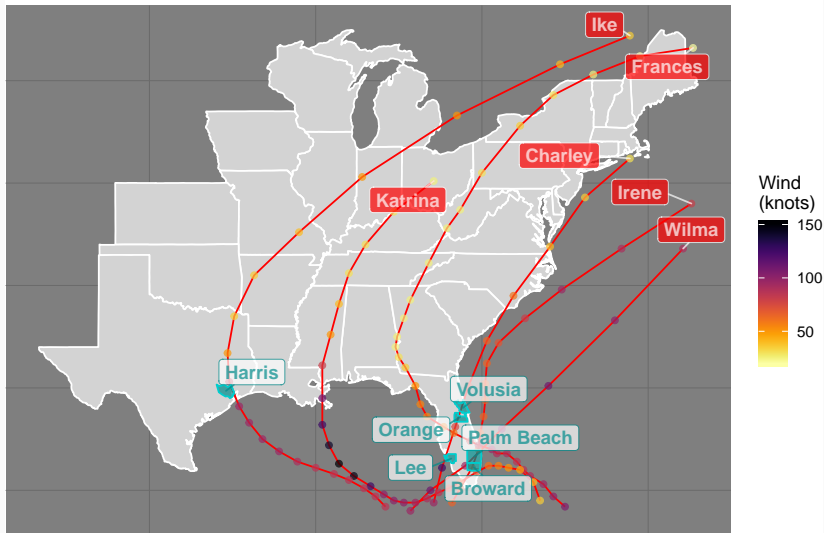 Ike
Frances
Charley
Katrina
Irene
Wilma
Harris
Volusia
Orange
Palm Beach
Lee
Broward
Wind
(knots)
150
100
50